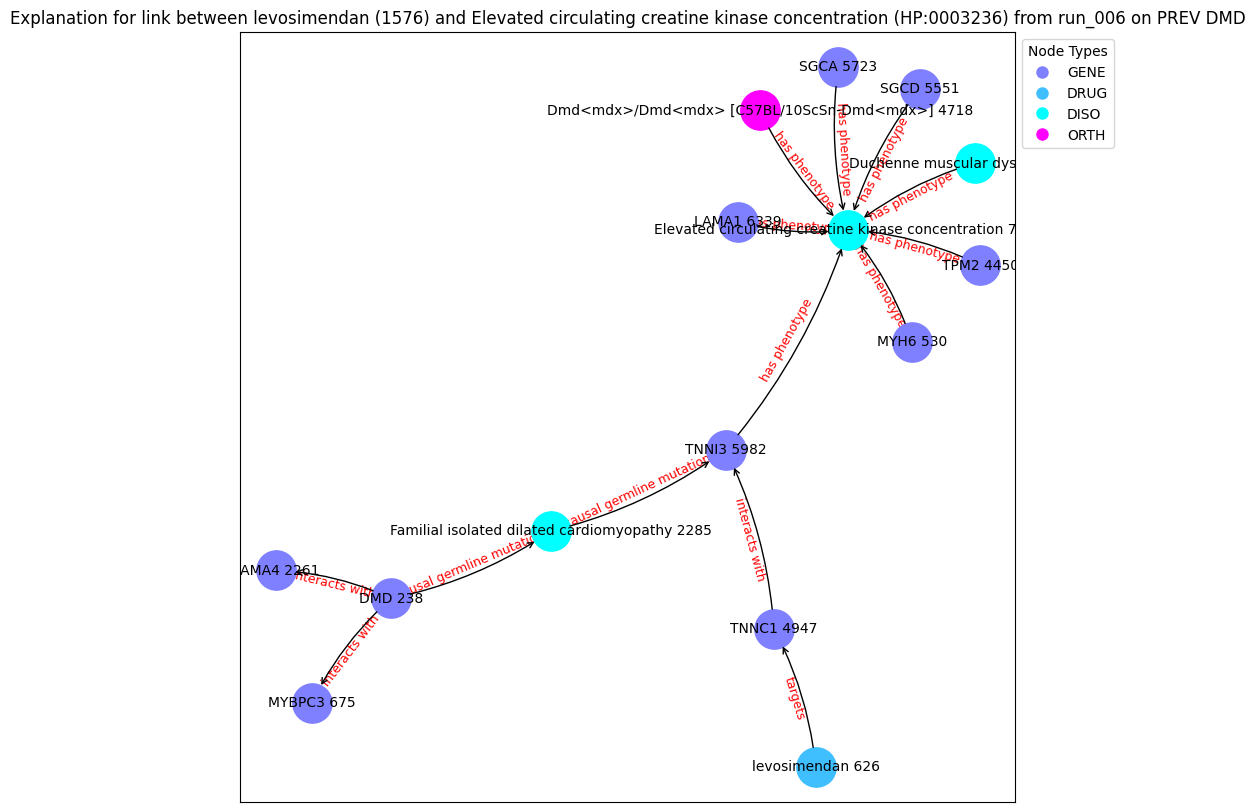 Explanation for link between levosimendan (1576) and Elevated circulating creatine kinase concentration (HP:0003236) from run_006 on PREV DMD
Node Types
GENE
DRUG
DISO
ORTH
SGCA 5723
SGCD 5551
Dmd<mdx>/Dmd<mdx> [C57BL/10ScSn-Dmd<mdx>] 4718
has phenotype
has phenotype
has phenotype
Duchenne muscular dys
has phenotype
LAMA1 6339
has phenotype
Elevated circulating creatine kinase concentration 7
has phenotype
TPM2 4450
has phenotype
MYH6 530
has phenotype
TNNI3 5982
ausal germline mutation
Familial isolated dilated cardiomyopathy 2285
interacts with
ausal germline mutation
AMA4 2261
interacts with
DMD 238
TNNC1 4947
interacts with
MYBPC3 675
targets
levosimendan 626